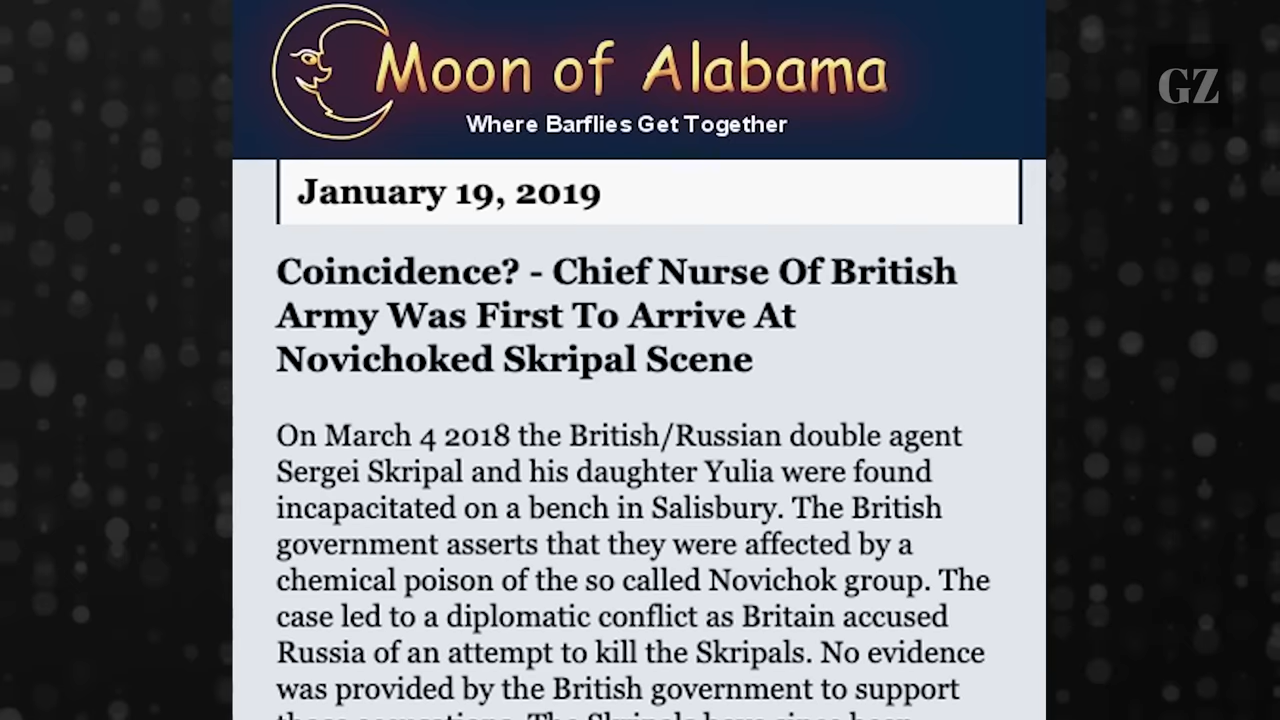 Moon of Alabama
Where Barflies Get Together
GZ
January 19, 2019
Coincidence? - Chief Nurse Of British
Army Was First To Arrive At
Novichoked Skripal Scene
On March 4 2018 the British/Russian double agent
Sergei Skripal and his daughter Yulia were found
incapacitated on a bench in Salisbury. The British
government asserts that they were affected by a
chemical poison of the so called Novichok group. The
case led to a diplomatic conflict as Britain accused
Russia of an attempt to kill the Skripals. No evidence
was provided by the British government to support